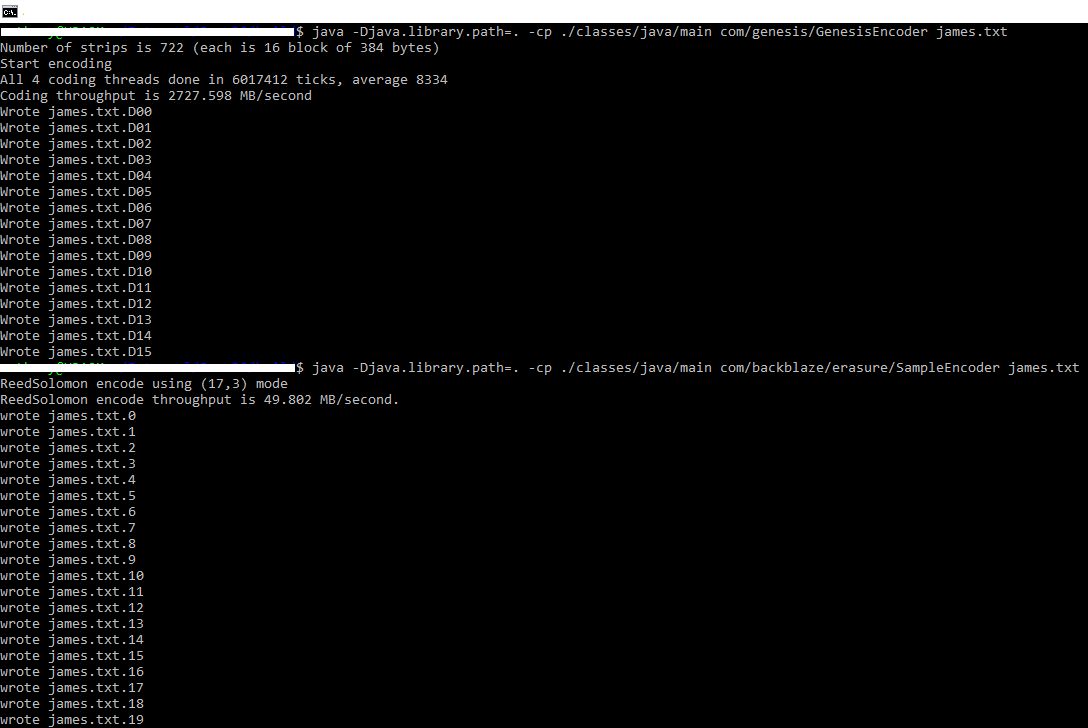 $ java -Djava.library.path=. -cp ./classes/java/main com/genesis/GenesisEncoder james.txt
Number of strips is 722 (each is 16 block of 384 bytes)
Start encoding
All 4 coding threads done in 6017412 ticks, average 8334
Coding throughput is 2727.598 MB/second
Wrote james.txt.D00
Wrote james.txt.D01
Wrote james.txt.D02
Wrote james.txt.D03
Wrote james.txt.D04
Wrote james.txt.D05
Wrote james.txt.D06
Wrote james.txt.D07
Wrote james.txt.D08
Wrote james.txt.D09
Wrote james.txt.D10
Wrote james.txt.D11
Wrote james.txt.D12
Wrote james.txt.D13
Wrote james.txt.D14
Wrote james.txt.D15
$ java -Djava.library.path=. -cp ./classes/java/main com/backblaze/erasure/SampleEncoder james.txt
ReedSolomon encode using (17,3) mode
ReedSolomon encode throughput is 49.802 MB/second.
wrote james.txt.0
wrote james.txt.1
wrote james.txt.2
wrote james.txt.3
wrote james.txt.4
wrote james.txt.5
wrote james.txt.6
wrote james.txt.7
wrote james.txt.8
wrote james.txt.9
wrote james.txt.10
wrote james.txt.11
wrote james.txt.12
wrote james.txt.13
wrote james.txt.14
wrote james.txt.15
wrote james.txt.16
wrote james.txt.17
wrote james.txt.18
wrote james.txt.19